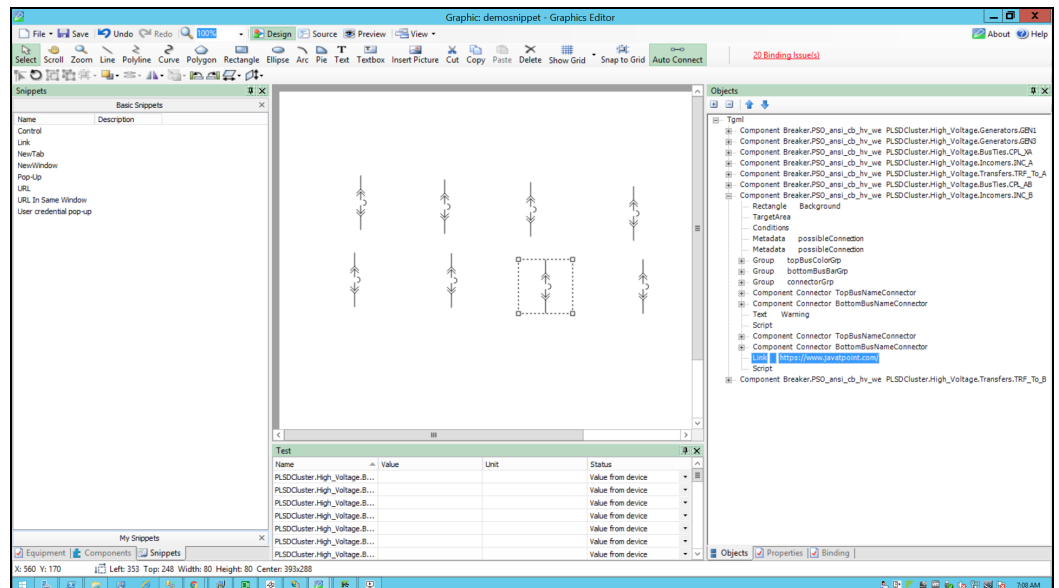 Graphic: demosnippet - Graphics Editor
File Save Undo Redo 100% Design Source Preview View About Help
Select Scroll Zoom Line Polyline Curve Polygon Rectangle Ellipse Arc Pie Text Textbox Insert Picture Cut Copy Paste Delete Show Grid Snap to Grid Auto Connect
20 Binding Issue(s)
Snippets
Basic Snippets
Name Description
Control
Link
NewTab
NewWindow
Pop-Up
URL
URL In Same Window
User credential pop-up
My Snippets
Equipment Components Snippets
Test
Name Value Unit Status
PLSDCluster.High_Voltage.B... Value from device
PLSDCluster.High_Voltage.B... Value from device
PLSDCluster.High_Voltage.B... Value from device
PLSDCluster.High_Voltage.B... Value from device
PLSDCluster.High_Voltage.B... Value from device
PLSDCluster.High_Voltage.B... Value from device
PLSDCluster.High_Voltage.B... Value from device
Objects
Tgml
Component Breaker.PSO_ansi_cb_hv_we PLSDCluster.High_Voltage.Generators.GEN1
Component Breaker.PSO_ansi_cb_hv_we PLSDCluster.High_Voltage.Generators.GEN3
Component Breaker.PSO_ansi_cb_hv_we PLSDCluster.High_Voltage.BusTies.CPL_XA
Component Breaker.PSO_ansi_cb_hv_we PLSDCluster.High_Voltage.Incomers.INC_A
Component Breaker.PSO_ansi_cb_hv_we PLSDCluster.High_Voltage.Transfers.TRF_To_A
Component Breaker.PSO_ansi_cb_hv_we PLSDCluster.High_Voltage.BusTies.CPL_AB
Component Breaker.PSO_ansi_cb_hv_we PLSDCluster.High_Voltage.Incomers.INC_B
Rectangle Background
TargetArea
Conditions
Metadata possibleConnection
Metadata possibleConnection
Group topBusColorGrp
Group bottomBusBarGrp
Group connectorGrp
Component Connector TopBusNameConnector
Component Connector BottomBusNameConnector
Text Warning
Script
Component Connector TopBusNameConnector
Component Connector BottomBusNameConnector
Link https://www.javatpoint.com/
Script
Component Breaker.PSO_ansi_cb_hv_we PLSDCluster.High_Voltage.Transfers.TRF_To_B
Objects Properties Binding
X: 560 Y: 170 Left: 353 Top: 248 Width: 80 Height: 80 Center: 393x288
7:08 AM